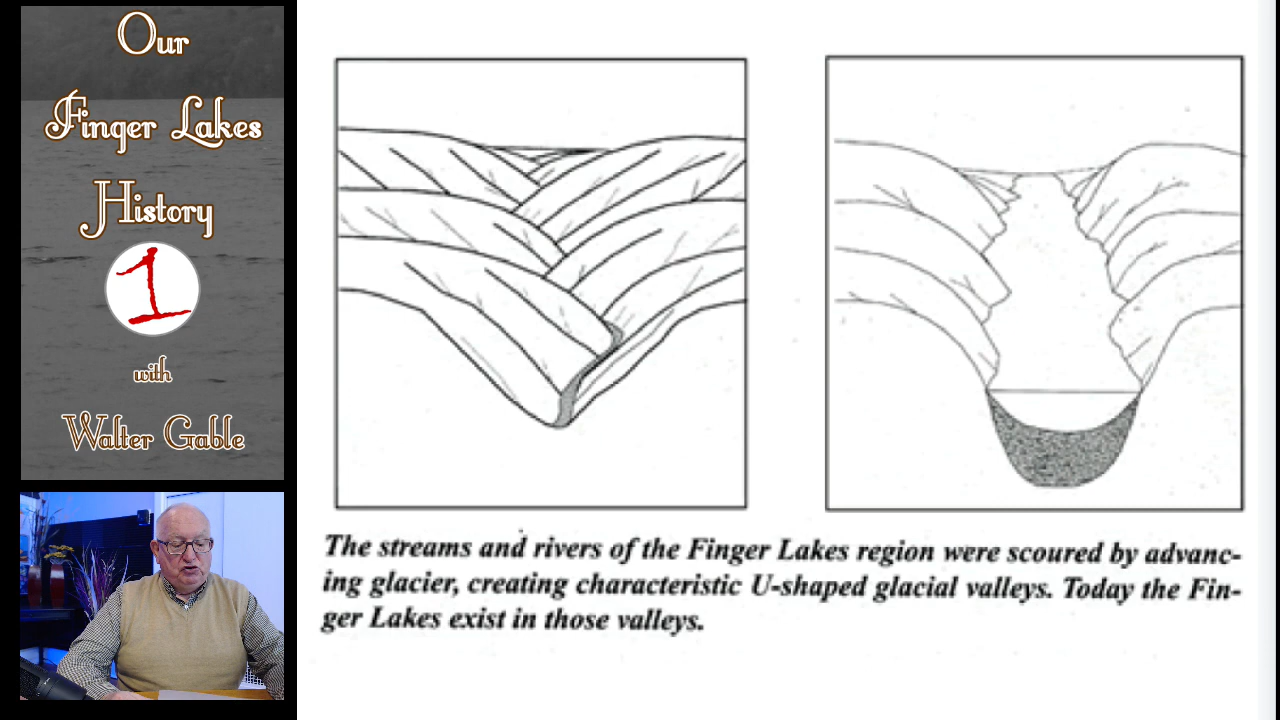 Our
Finger Lakes
History
1
with
Walter Gable
The streams and rivers of the Finger Lakes region were scoured by advanc-
ing glacier, creating characteristic U-shaped glacial valleys. Today the Fin-
ger Lakes exist in those valleys.